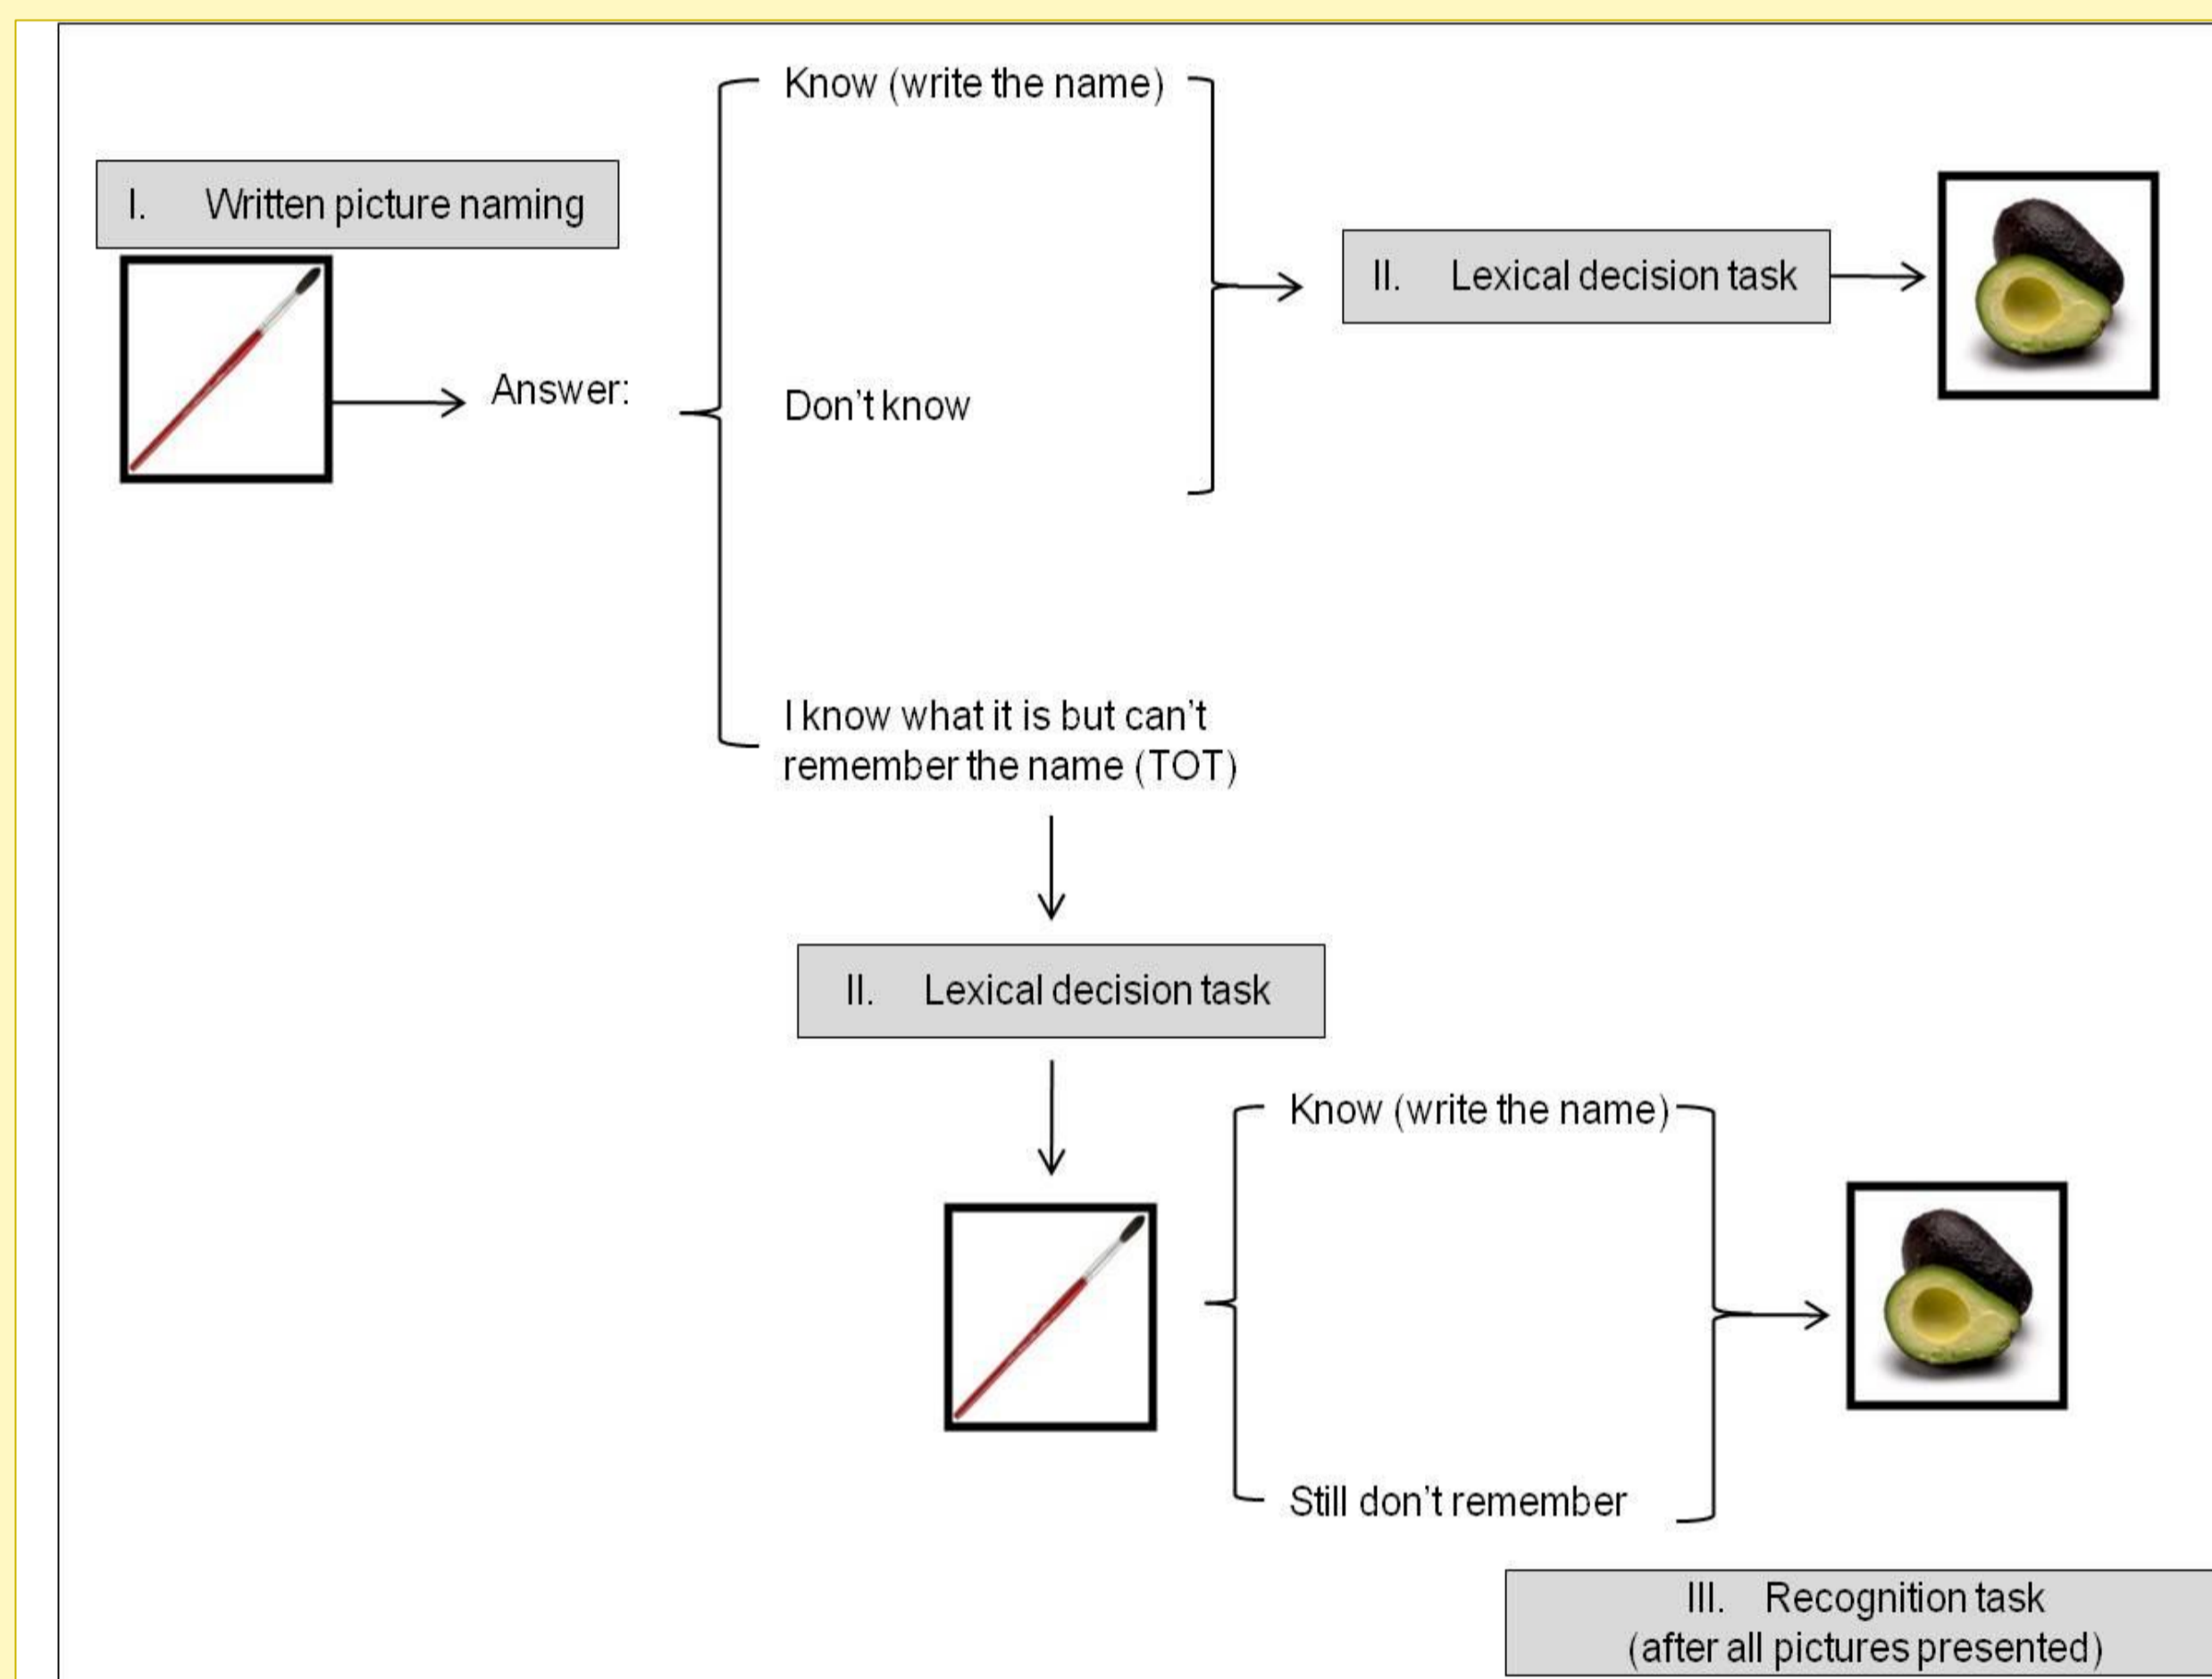 I. Written picture naming
Answer:
Know (write the name)
Don't know
I know what it is but can't
remember the name (TOT)
II. Lexical decision task
II. Lexical decision task
Know (write the name)
Still don't remember
III. Recognition task
(after all pictures presented)